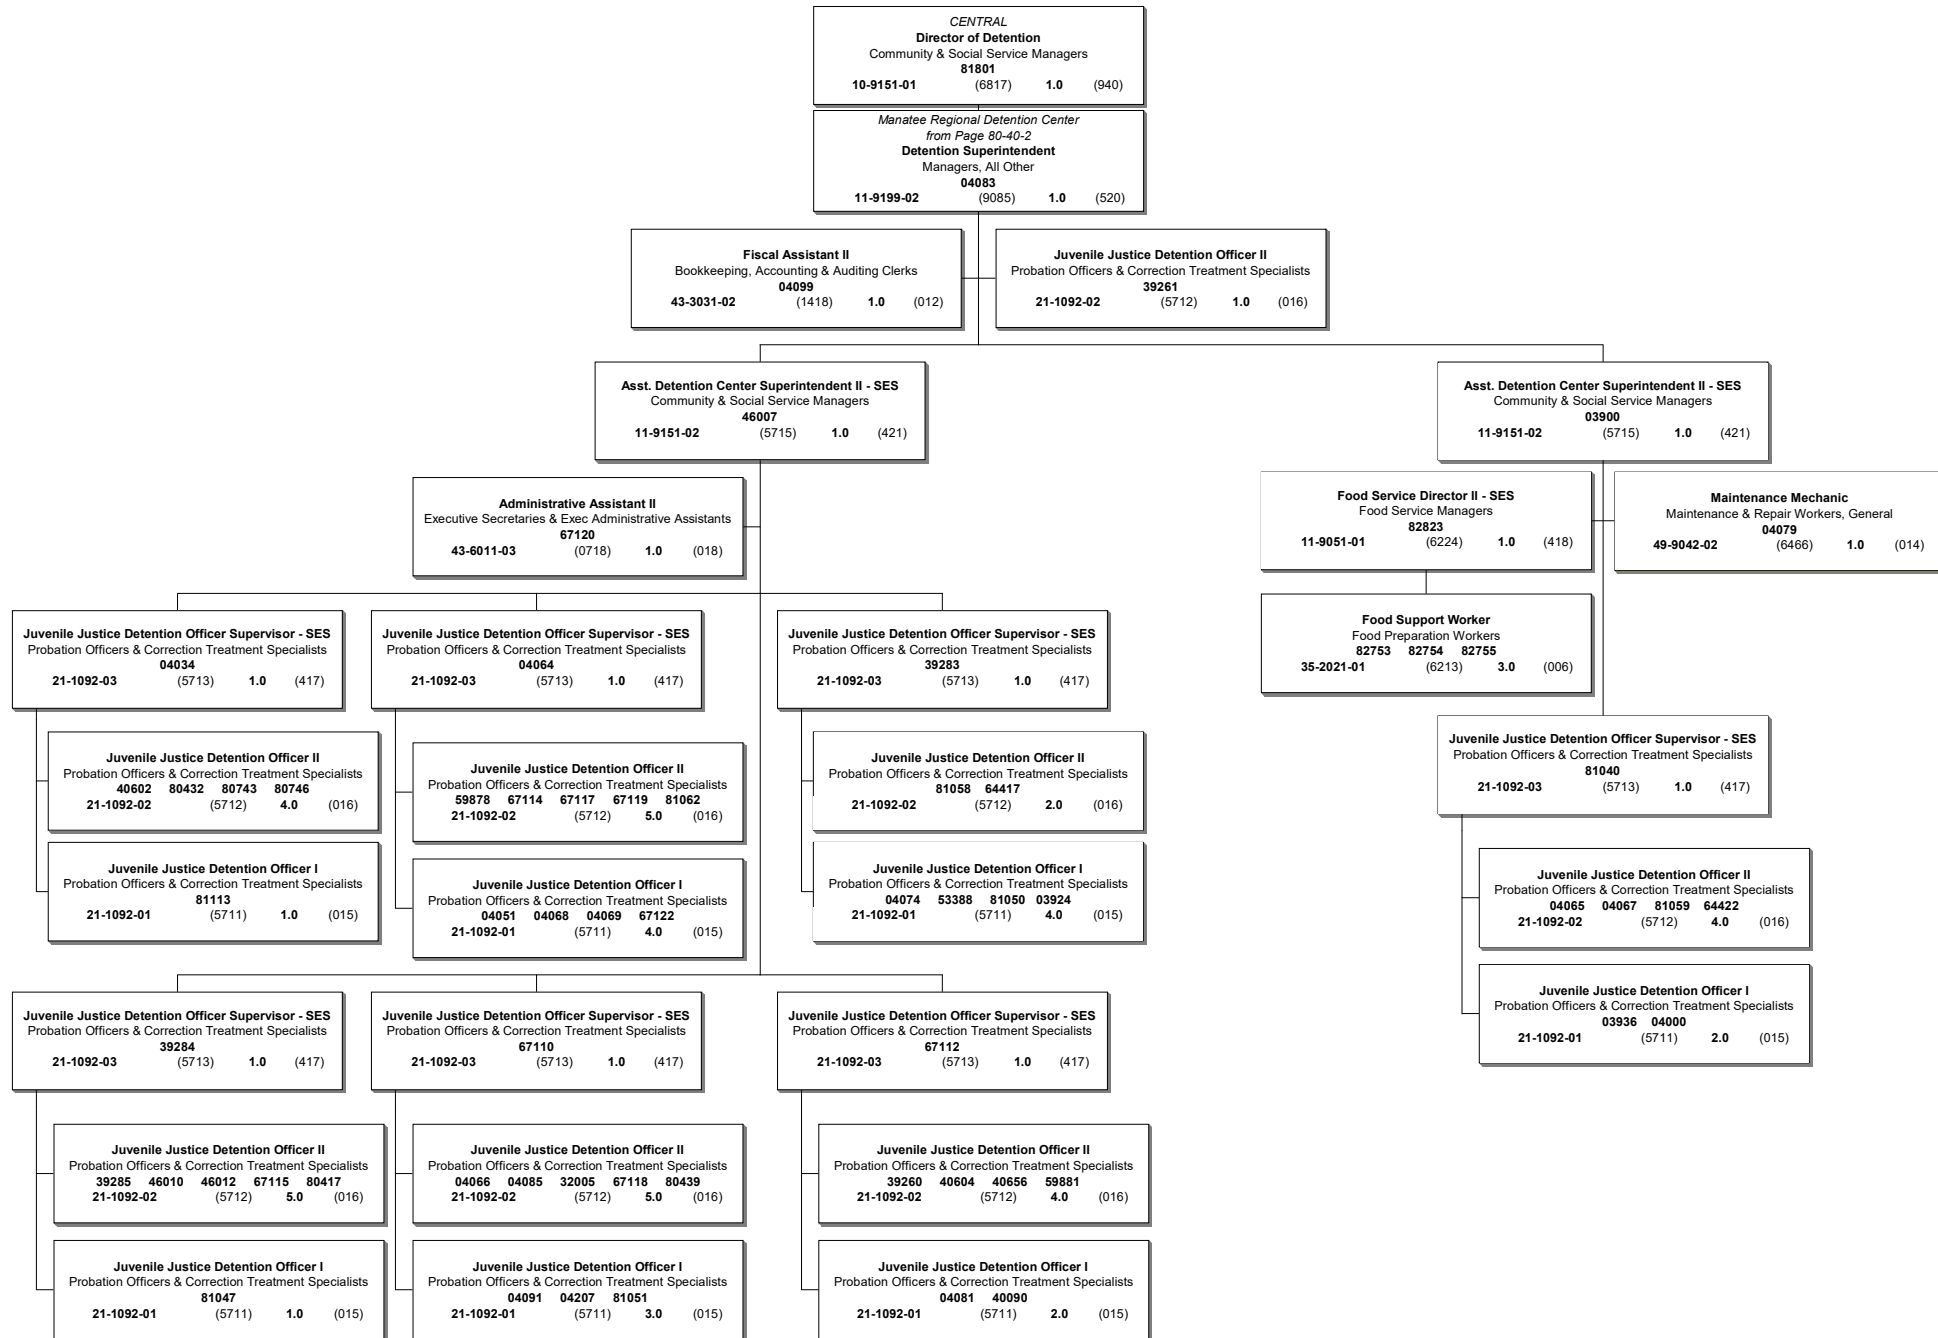 CENTRAL
Director of Detention
Community & Social Service Managers
81801
10-9151-01 (6817) 1.0 (940)
Manatee Regional Detention Center
from Page 80-40-2
Detention Superintendent
Managers, All Other
04083
11-9199-02 (9085) 1.0 (520)
Fiscal Assistant II
Bookkeeping, Accounting & Auditing Clerks
04099
43-3031-02 (1418) 1.0 (012)
Juvenile Justice Detention Officer II
Probation Officers & Correction Treatment Specialists
39261
21-1092-02 (5712) 1.0 (016)
Asst. Detention Center Superintendent II - SES
Community & Social Service Managers
46007
11-9151-02 (5715) 1.0 (421)
Asst. Detention Center Superintendent II - SES
Community & Social Service Managers
03900
11-9151-02 (5715) 1.0 (421)
Administrative Assistant II
Executive Secretaries & Exec Administrative Assistants
67120
43-6011-03 (0718) 1.0 (018)
Food Service Director II - SES
Food Service Managers
82823
11-9051-01 (6224) 1.0 (418)
Maintenance Mechanic
Maintenance & Repair Workers, General
04079
49-9042-02 (6466) 1.0 (014)
Food Support Worker
Food Preparation Workers
82753 82754 82755
35-2021-01 (6213) 3.0 (006)
Juvenile Justice Detention Officer Supervisor - SES
Probation Officers & Correction Treatment Specialists
04034
21-1092-03 (5713) 1.0 (417)
Juvenile Justice Detention Officer Supervisor - SES
Probation Officers & Correction Treatment Specialists
04064
21-1092-03 (5713) 1.0 (417)
Juvenile Justice Detention Officer Supervisor - SES
Probation Officers & Correction Treatment Specialists
39283
21-1092-03 (5713) 1.0 (417)
Juvenile Justice Detention Officer Supervisor - SES
Probation Officers & Correction Treatment Specialists
81040
21-1092-03 (5713) 1.0 (417)
Juvenile Justice Detention Officer II
Probation Officers & Correction Treatment Specialists
40602 80432 80743 80746
21-1092-02 (5712) 4.0 (016)
Juvenile Justice Detention Officer II
Probation Officers & Correction Treatment Specialists
59878 67114 67117 67119 81062
21-1092-02 (5712) 5.0 (016)
Juvenile Justice Detention Officer II
Probation Officers & Correction Treatment Specialists
81058 64417
21-1092-02 (5712) 2.0 (016)
Juvenile Justice Detention Officer I
Probation Officers & Correction Treatment Specialists
81113
21-1092-01 (5711) 1.0 (015)
Juvenile Justice Detention Officer I
Probation Officers & Correction Treatment Specialists
04051 04068 04069 67122
21-1092-01 (5711) 4.0 (015)
Juvenile Justice Detention Officer I
Probation Officers & Correction Treatment Specialists
04074 53388 81050 03924
21-1092-01 (5711) 4.0 (015)
Juvenile Justice Detention Officer II
Probation Officers & Correction Treatment Specialists
04065 04067 81059 64422
21-1092-02 (5712) 4.0 (016)
Juvenile Justice Detention Officer I
Probation Officers & Correction Treatment Specialists
03936 04000
21-1092-01 (5711) 2.0 (015)
Juvenile Justice Detention Officer Supervisor - SES
Probation Officers & Correction Treatment Specialists
39284
21-1092-03 (5713) 1.0 (417)
Juvenile Justice Detention Officer Supervisor - SES
Probation Officers & Correction Treatment Specialists
67110
21-1092-03 (5713) 1.0 (417)
Juvenile Justice Detention Officer Supervisor - SES
Probation Officers & Correction Treatment Specialists
67112
21-1092-03 (5713) 1.0 (417)
Juvenile Justice Detention Officer II
Probation Officers & Correction Treatment Specialists
39285 46010 46012 67115 80417
21-1092-02 (5712) 5.0 (016)
Juvenile Justice Detention Officer II
Probation Officers & Correction Treatment Specialists
04066 04085 32005 67118 80439
21-1092-02 (5712) 5.0 (016)
Juvenile Justice Detention Officer II
Probation Officers & Correction Treatment Specialists
39260 40604 40656 59881
21-1092-02 (5712) 4.0 (016)
Juvenile Justice Detention Officer I
Probation Officers & Correction Treatment Specialists
81047
21-1092-01 (5711) 1.0 (015)
Juvenile Justice Detention Officer I
Probation Officers & Correction Treatment Specialists
04091 04207 81051
21-1092-01 (5711) 3.0 (015)
Juvenile Justice Detention Officer I
Probation Officers & Correction Treatment Specialists
04081 40090
21-1092-01 (5711) 2.0 (015)